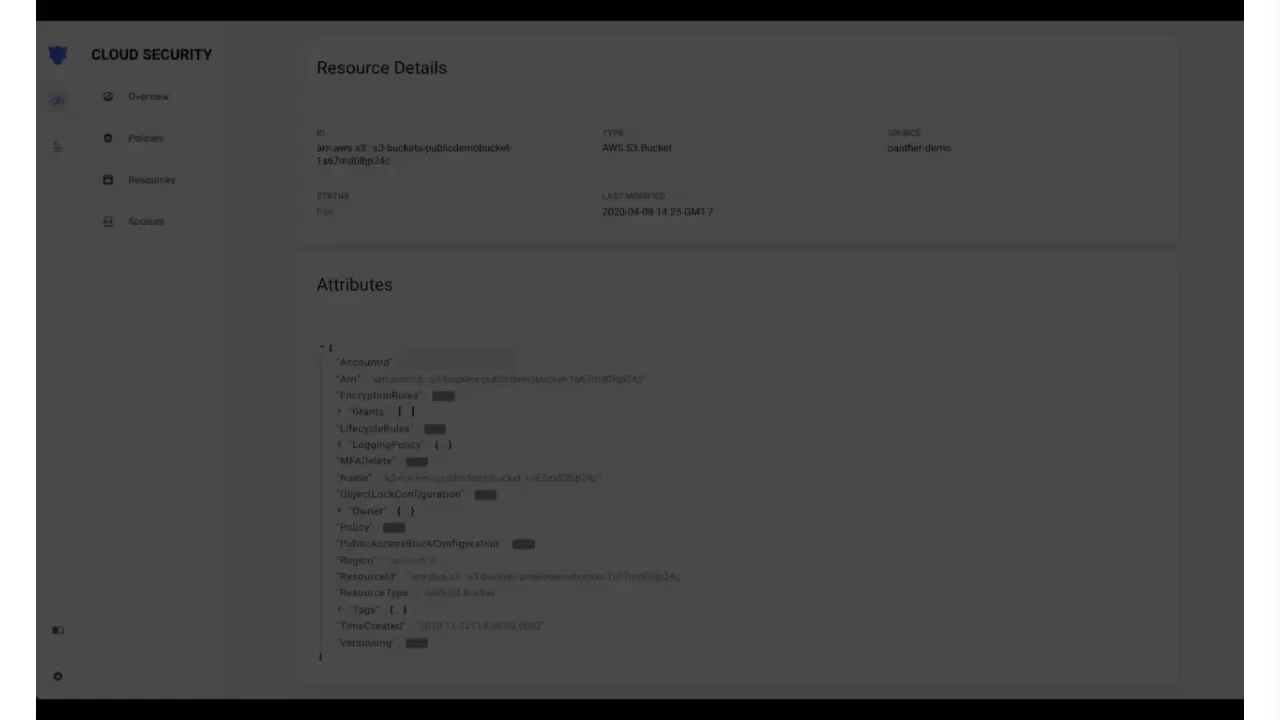 CLOUD SECURITY
Overview
Policies
Resources
Sources
Resource Details
ID
TYPE
SOURCE
arn:aws:s3:::s3-buckets-publicdemobucket-
AWS.S3.Bucket
panther-demo
STATUS
LAST MODIFIED
Fail
2020-04-08 14:25 GMT-7
Attributes
{
"AccountId"
"Arn"
"EncryptionRules"
"Grants" [ ]
"LifecycleRules"
"LoggingPolicy" {...}
"MFADelete"
"Name"
"ObjectLockConfiguration"
"Owner" { }
"Policy" :
"PublicAccessBlockConfiguration"
"Region"
"ResourceId"
"ResourceType" : AWS.S3.Bucket
"Tags" {...}
"TimeCreated"
"Versioning"
}